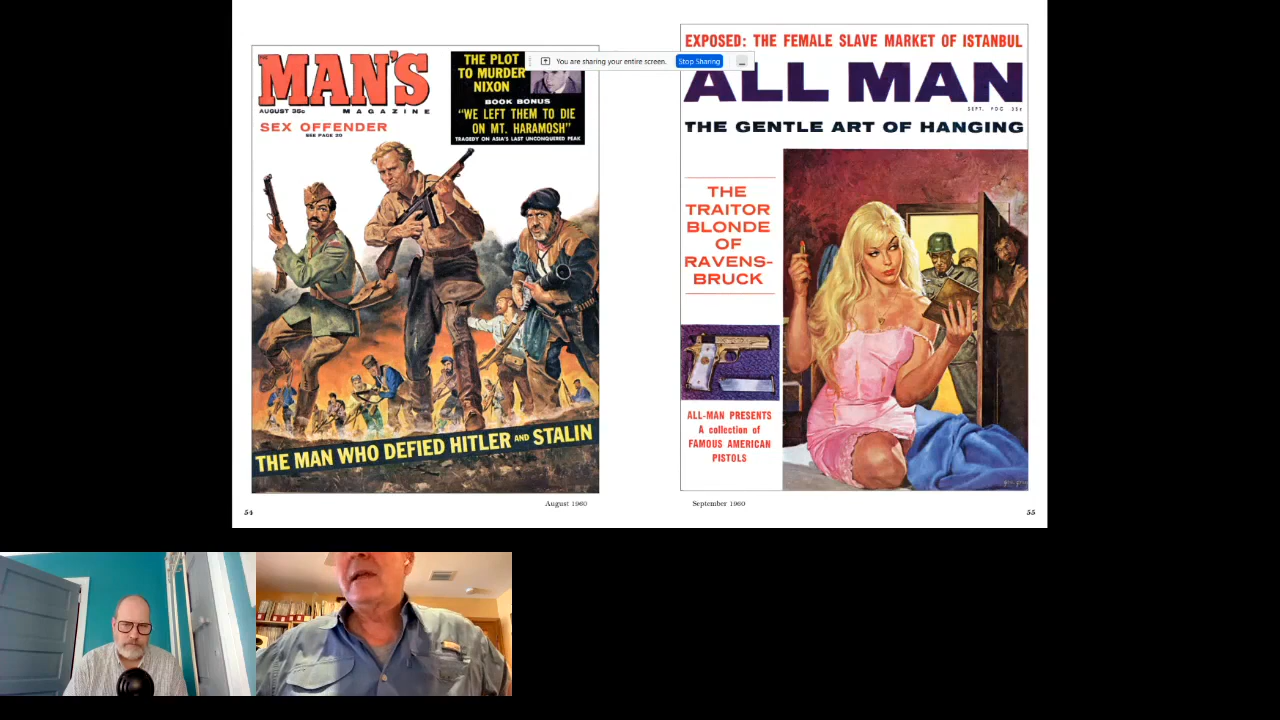 MAN'S
MAGAZINE
AUGUST 35c
SEX OFFENDER
SEE PAGE 20
THE PLOT
TO MURDER
NIXON
BOOK BONUS
"WE LEFT THEM TO DIE
ON MT. HARAMOSH"
TRAGEDY ON ASIA'S LAST UNCONQUERED PEAK
THE MAN WHO DEFIED HITLER AND STALIN
August 1960
54
You are sharing your entire screen.
Stop Sharing
EXPOSED: THE FEMALE SLAVE MARKET OF ISTANBUL
ALL MAN
SEPT.
35c
THE GENTLE ART OF HANGING
THE
TRAITOR
BLONDE
OF
RAVENS-
BRUCK
ALL-MAN PRESENTS
A collection of
FAMOUS AMERICAN
PISTOLS
September 1960
55